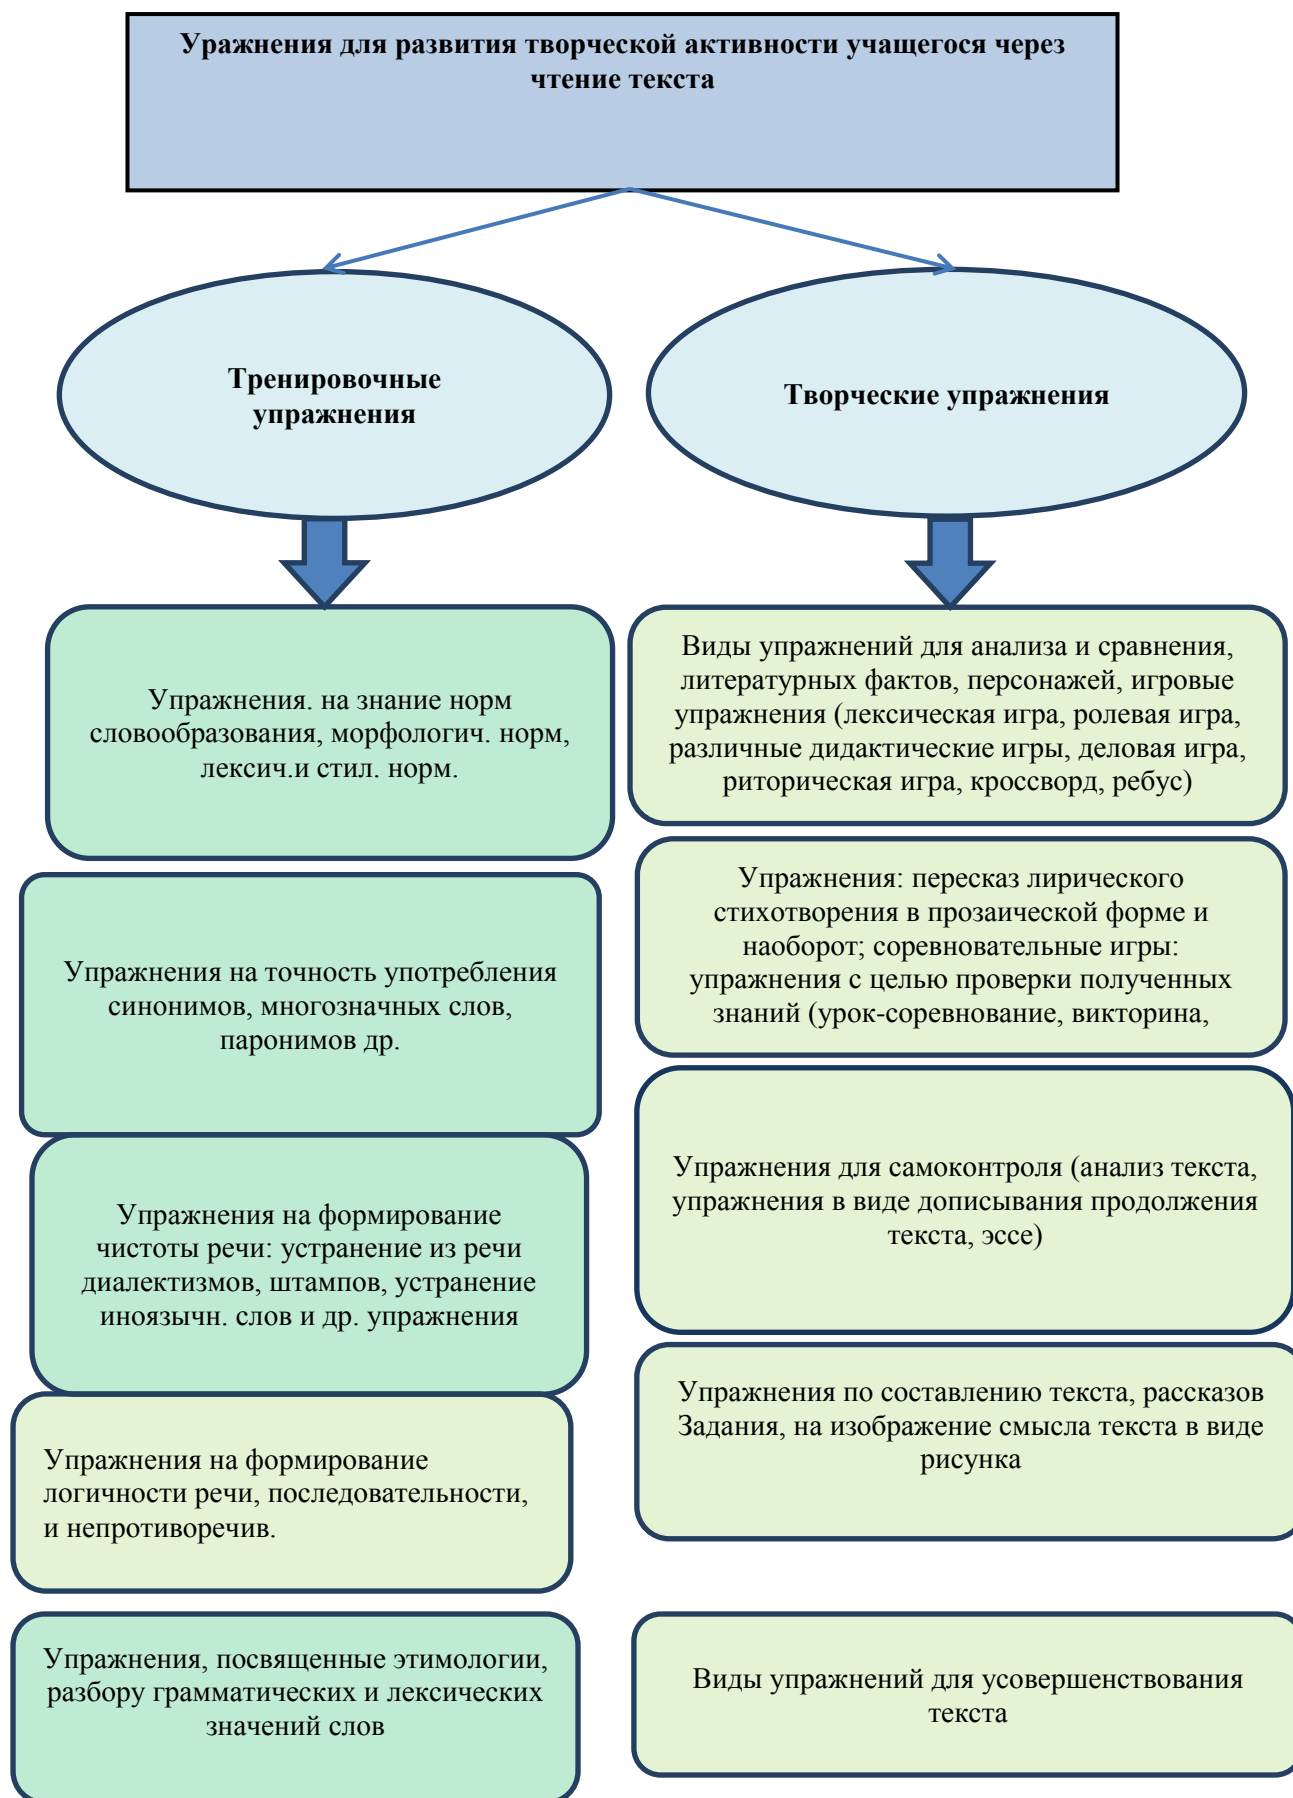 Уражнения для развития творческой активности учащегося через
чтение текста
Тренировочные
упражнения
Творческие упражнения
Упражнения. на знание норм
словообразования, морфологич. норм,
лексич.и стил. норм.
Упражнения на точность употребления
синонимов, многозначных слов,
паронимов др.
Упражнения на формирование
чистоты речи: устранение из речи
диалектизмов, штампов, устранение
иноязычн. слов и др. упражнения
Упражнения на формирование
логичности речи, последовательности,
и непротиворечив.
Упражнения, посвященные этимологии,
разбору грамматических и лексических
значений слов
Виды упражнений для анализа и сравнения,
литературных фактов, персонажей, игровые
упражнения (лексическая игра, ролевая игра,
различные дидактические игры, деловая игра,
риторическая игра, кроссворд, ребус)
Упражнения: пересказ лирического
стихотворения в прозаической форме и
наоборот; соревновательные игры:
упражнения с целью проверки полученных
знаний (урок-соревнование, викторина,
Упражнения для самоконтроля (анализ текста,
упражнения в виде дописывания продолжения
текста, эссе)
Упражнения по составлению текста, рассказов
Задания, на изображение смысла текста в виде
рисунка
Виды упражнений для усовершенствования
текста